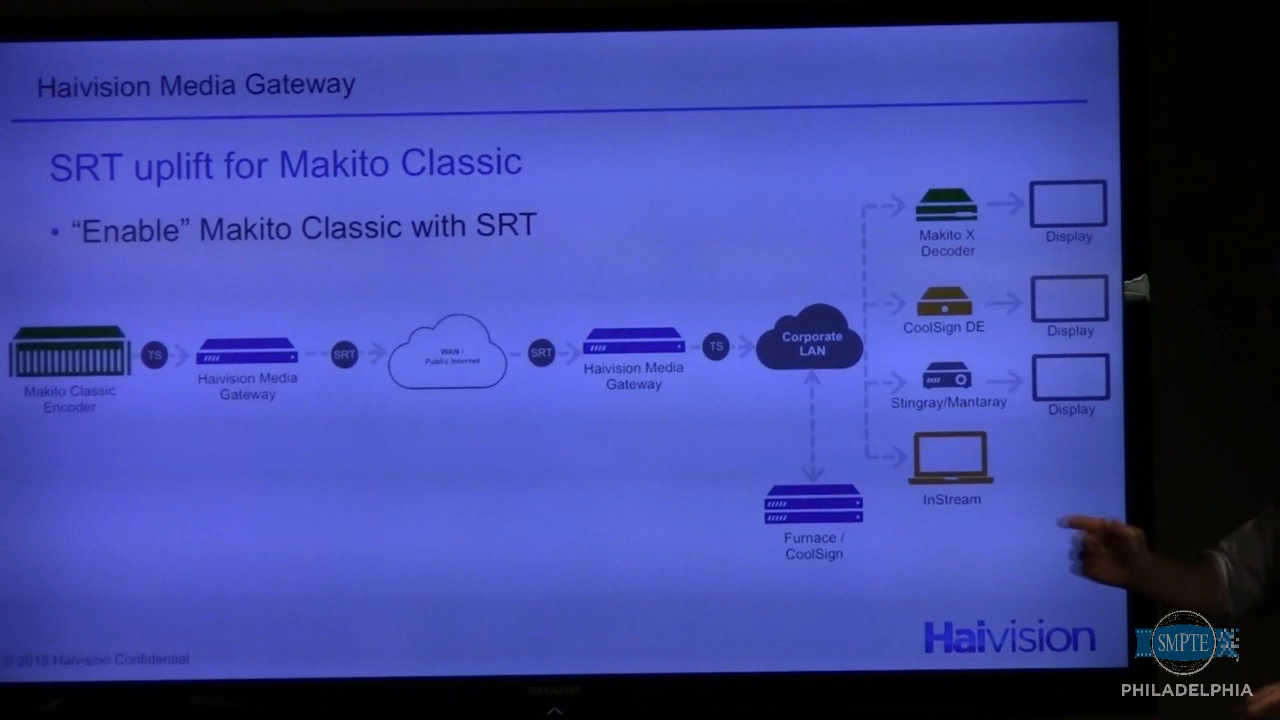 Haivision Media Gateway
SRT uplift for Makito Classic
• “Enable” Makito Classic with SRT
Makito Classic
Encoder
TS
Haivision Media
Gateway
SRT
WAN /
Public Internet
SRT
Haivision Media
Gateway
TS
Corporate
LAN
Furnace /
CoolSign
Makito X
Decoder
Display
CoolSign DE
Display
Stingray/Mantaray
Display
InStream
© 2015 Haivision Confidential
Haivision
SHARP
SMPTE
PHILADELPHIA